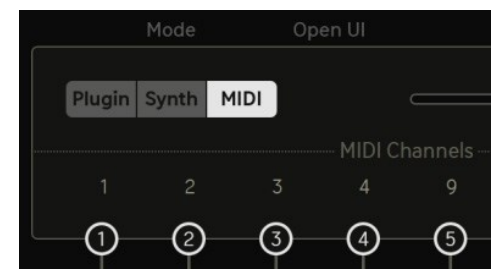 Mode Open UI
Plugin Synth MIDI
MIDI Channels
1 2 3 4 9
1 2 3 4 5